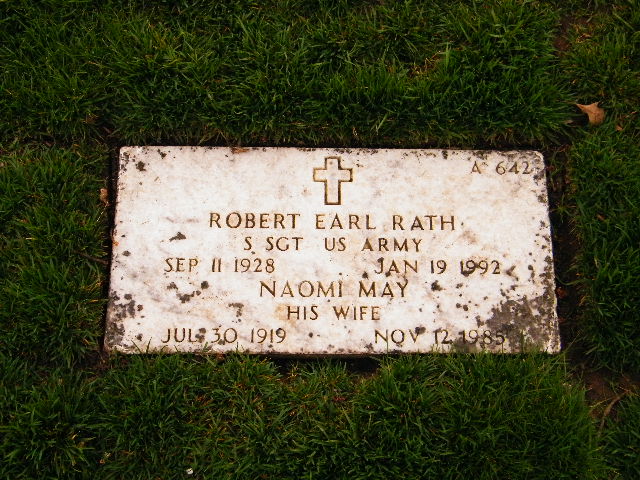 A 642
ROBERT EARL RATH
S SGT US ARMY
SEP 11 1928 JAN 19 1992
NAOMI MAY
HIS WIFE
JUL 30 1919 NOV 12 1985